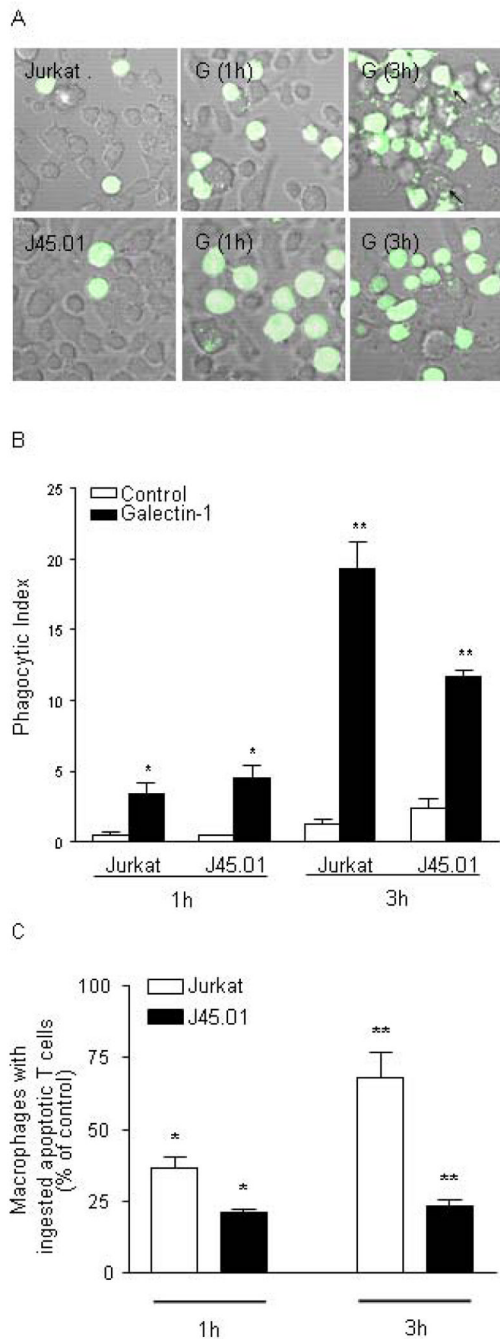 A
Jurkat .
G (1h)
G (3h)
J45.01
G (1h)
G (3h)
B
25
20
15
10
5
0
Phagocytic Index
Control
Galectin-1
*
*
**
**
Jurkat
J45.01
Jurkat
J45.01
1h
3h
C
100
75
50
25
0
Macrophages with
ingested apoptotic T cells
(% of control)
Jurkat
J45.01
*
*
**
**
1h
3h